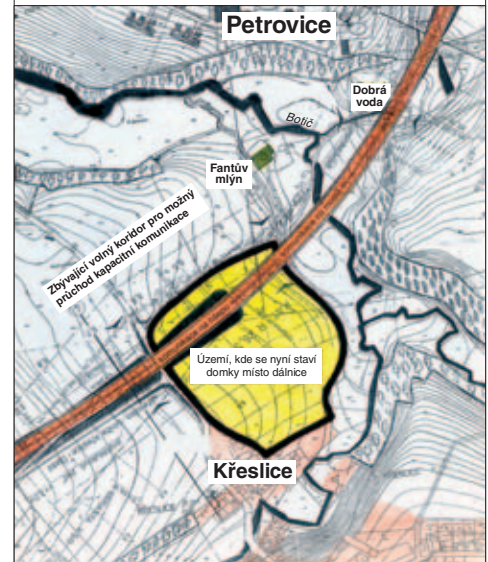 Petrovice
Dobrá
voda
Botič
Fantův
mlýn
Zbývající volný koridor pro možný
průchod kapacitní komunikace
Území, kde se nyní staví
domky místo dálnice
Křeslice